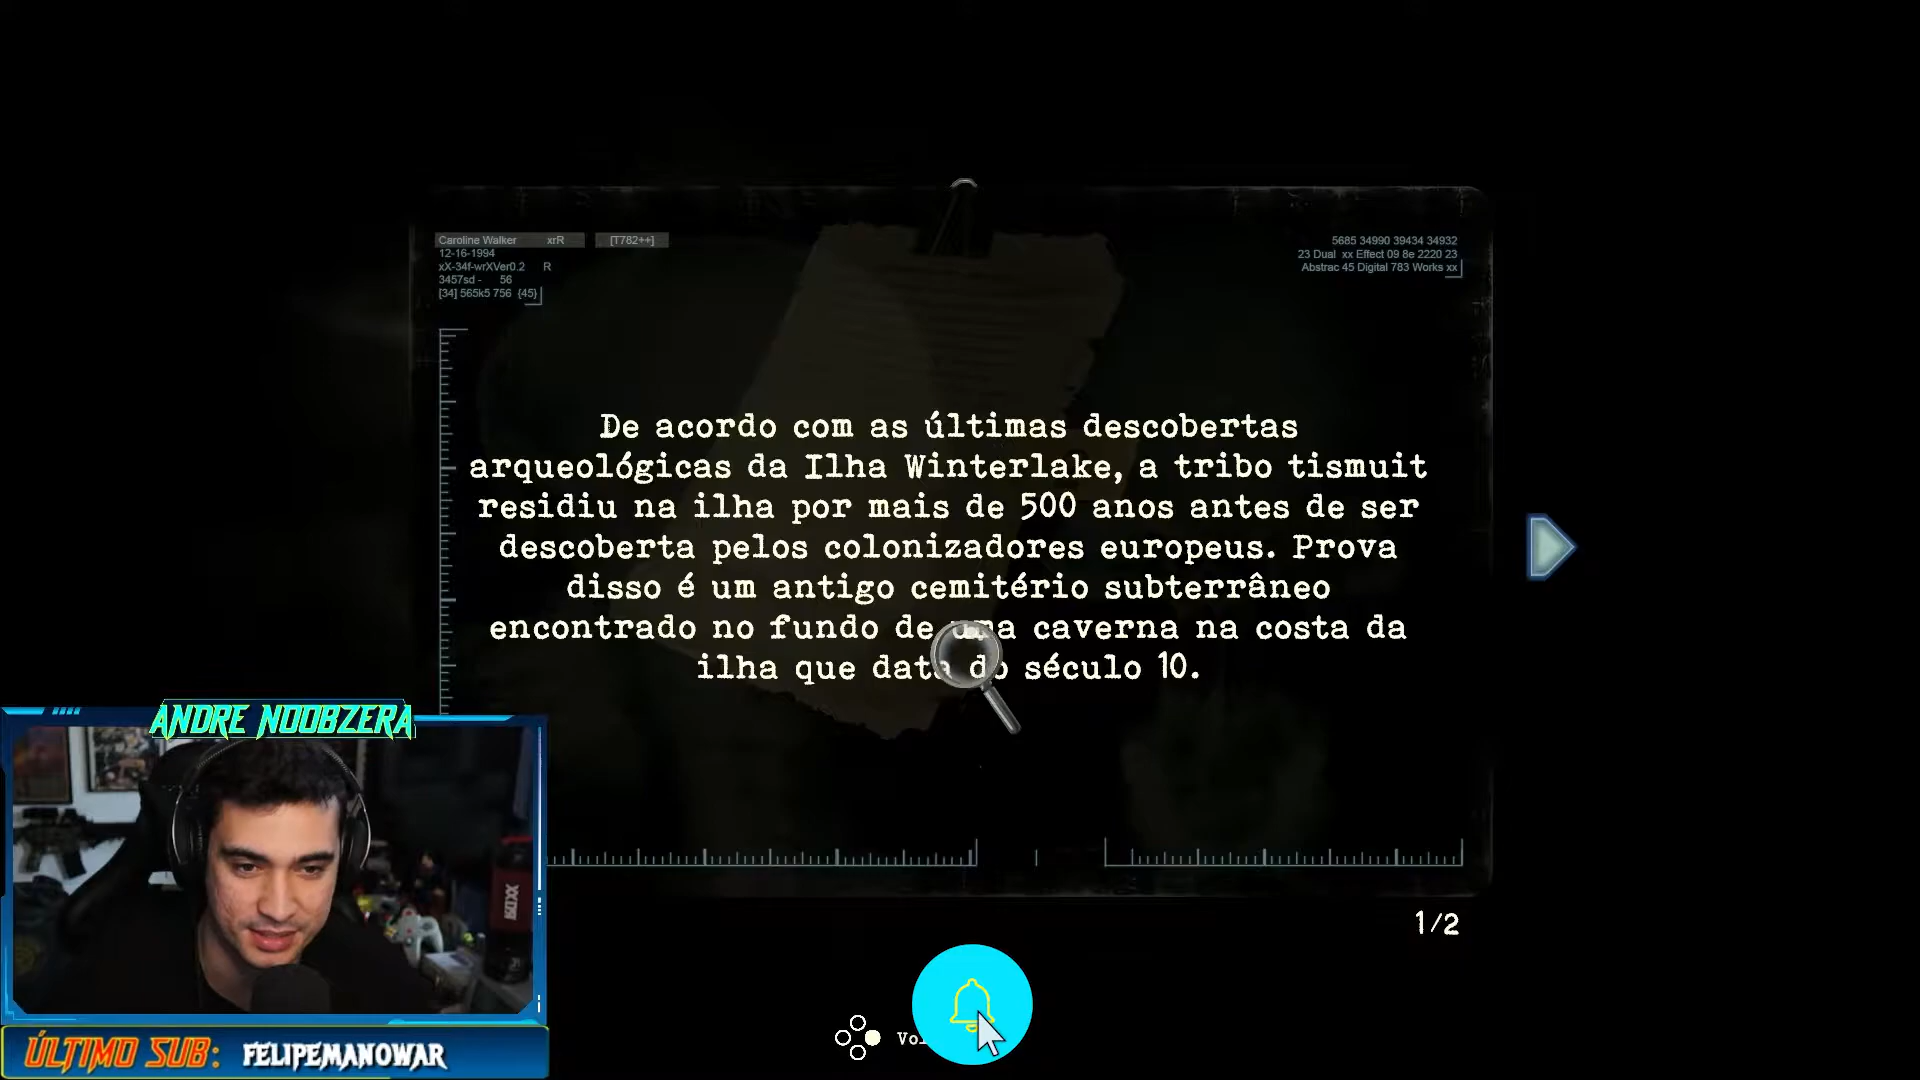 Caroline Walker xrR [T782++]
12-16-1994
xX-34f-wrXVer0.2 R
3457sd - 56
[34] 565k5 756 {45}
5685 34990 39434 34932
23 Dual xx Effect 09 8e 2220 23
Abstrac 45 Digital 783 Works xx
De acordo com as últimas descobertas
arqueológicas da Ilha Winterlake, a tribo tismuit
residiu na ilha por mais de 500 anos antes de ser
descoberta pelos colonizadores europeus. Prova
disso é um antigo cemitério subterrâneo
encontrado no fundo de uma caverna na costa da
ilha que data do século 10.
ANDRE NOOBZERA
1/2
ÚLTIMO SUB: FELIPEMANOWAR